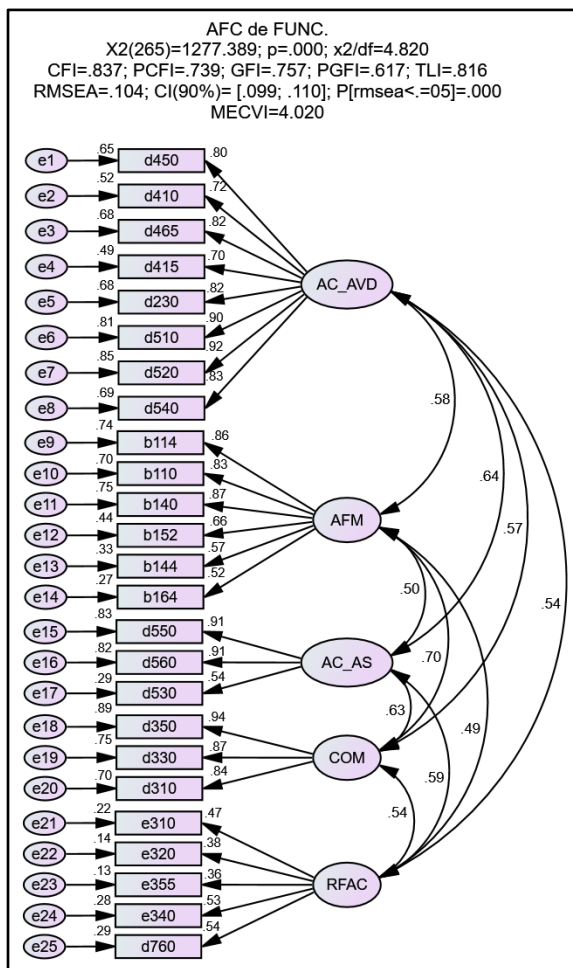 AFC de FUNC.
X2(265)=1277.389; p=.000; x2/df=4.820
CFI=.837; PCFI=.739; GFI=.757; PGFI=.617; TLI=.816
RMSEA=.104; CI(90%)= [.099; .110]; P[rmsea<.=05]=.000
MECVI=4.020
e1 .65 d450 .80
e2 .52 d410 .72
e3 .68 d465 .82
e4 .49 d415 .70
AC_AVD
e5 .68 d230 .82
e6 .81 d510 .90
e7 .85 d520 .92
e8 .69 d540 .83
.58
e9 .74 b114 .86
e10 .70 b110 .83
.64
e11 .75 b140 .87
AFM
e12 .44 b152 .66
.57
e13 .33 b144 .57
e14 .27 b164 .52
.50
.54
e15 .83 d550 .91
e16 .82 d560 .91
AC_AS
.70
e17 .29 d530 .54
e18 .89 d350 .94
.63
.49
e19 .75 d330 .87
COM
e20 .70 d310 .84
.59
.54
e21 .22 e310 .47
e22 .14 e320 .38
e23 .13 e355 .36
RFAC
e24 .28 e340 .53
e25 .29 d760 .54